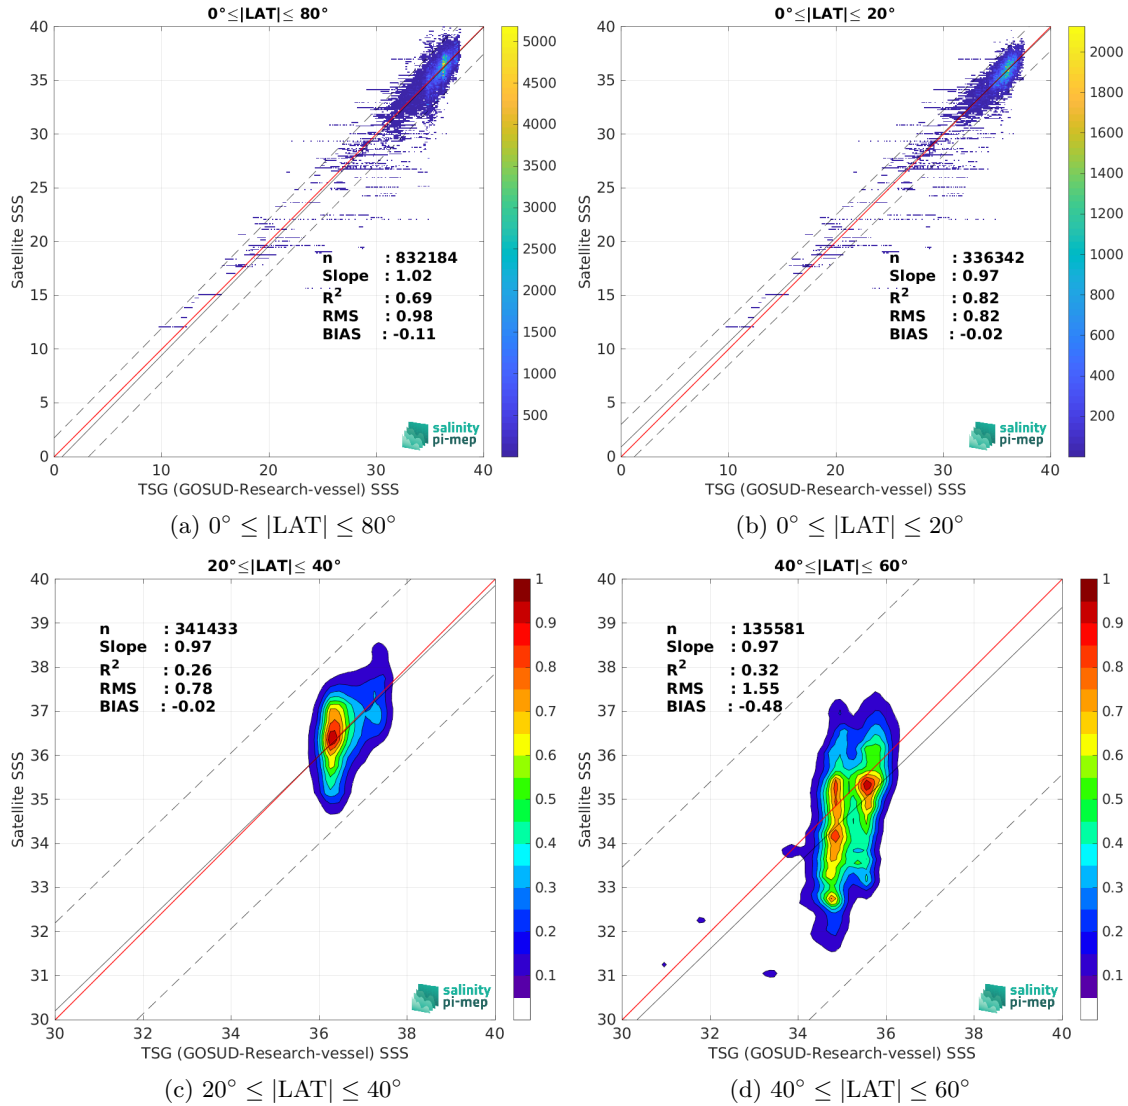 0°≤|LAT|≤ 80°
40
35
30
25
20
15
10
5
0
Satellite SSS
n : 832184
Slope : 1.02
R² : 0.69
RMS : 0.98
BIAS : -0.11
salinity
pi-mep
0 10 20 30 40
TSG (GOSUD-Research-vessel) SSS
5000
4500
4000
3500
3000
2500
2000
1500
1000
500
(a) 0° ≤ |LAT| ≤ 80°
0°≤|LAT|≤ 20°
40
35
30
25
20
15
10
5
0
Satellite SSS
n : 336342
Slope : 0.97
R² : 0.82
RMS : 0.82
BIAS : -0.02
salinity
pi-mep
0 10 20 30 40
TSG (GOSUD-Research-vessel) SSS
2000
1800
1600
1400
1200
1000
800
600
400
200
(b) 0° ≤ |LAT| ≤ 20°
20°≤|LAT|≤ 40°
40
39
38
37
36
35
34
33
32
31
30
Satellite SSS
n : 341433
Slope : 0.97
R² : 0.26
RMS : 0.78
BIAS : -0.02
salinity
pi-mep
30 32 34 36 38 40
TSG (GOSUD-Research-vessel) SSS
1
0.9
0.8
0.7
0.6
0.5
0.4
0.3
0.2
0.1
(c) 20° ≤ |LAT| ≤ 40°
40°≤|LAT|≤ 60°
40
39
38
37
36
35
34
33
32
31
30
Satellite SSS
n : 135581
Slope : 0.97
R² : 0.32
RMS : 1.55
BIAS : -0.48
salinity
pi-mep
30 32 34 36 38 40
TSG (GOSUD-Research-vessel) SSS
1
0.9
0.8
0.7
0.6
0.5
0.4
0.3
0.2
0.1
(d) 40° ≤ |LAT| ≤ 60°